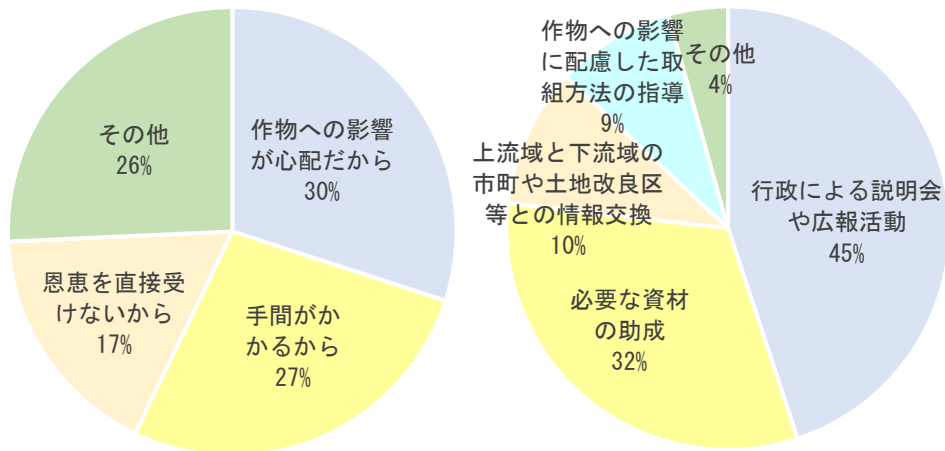 作物への影響
が心配だから
30%
手間がか
かるから
27%
恩恵を直接受
けないから
17%
その他
26%
行政による説明会
や広報活動
45%
必要な資材
の助成
32%
上流域と下流域の
市町や土地改良区
等との情報交換
10%
作物への影響
に配慮した取
組方法の指導
9%
その他
4%